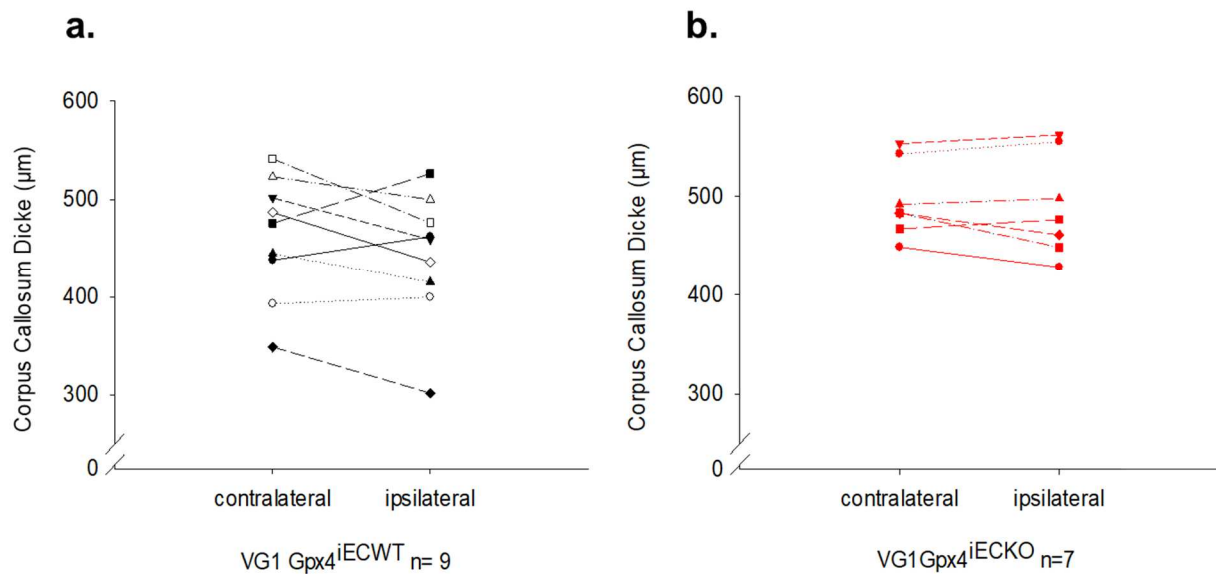 a.
Corpus Callosum Dicke (µm)
600
500
400
300
0
contralateral ipsilateral
VG1 Gpx4iECWT n= 9
b.
Corpus Callosum Dicke (µm)
600
500
400
300
0
contralateral ipsilateral
VG1Gpx4iECKO n=7